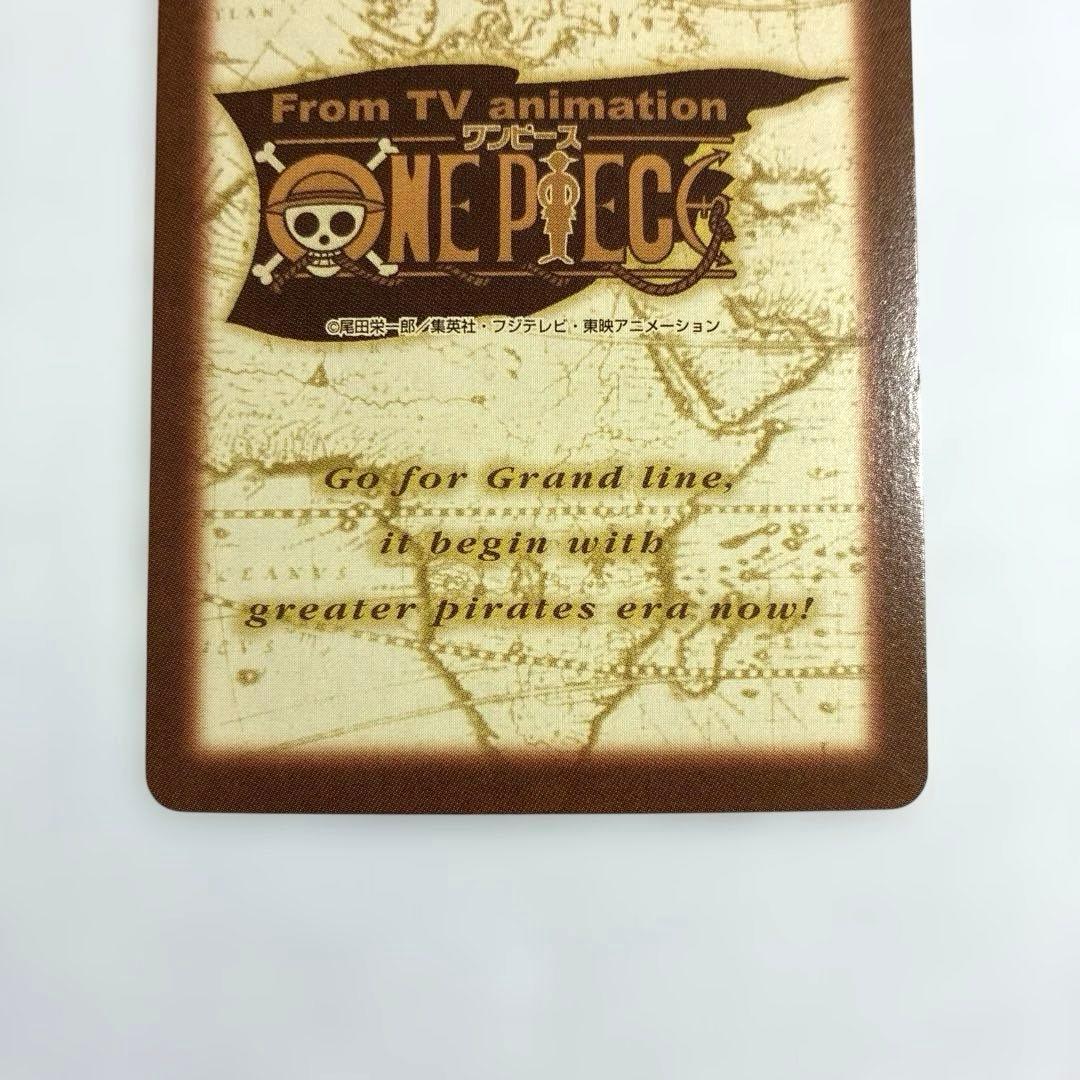 From TV animation
ワンピース
ONE PIECE
©尾田栄一郎／集英社・フジテレビ・東映アニメーション
Go for Grand line,
it begin with
greater pirates era now!